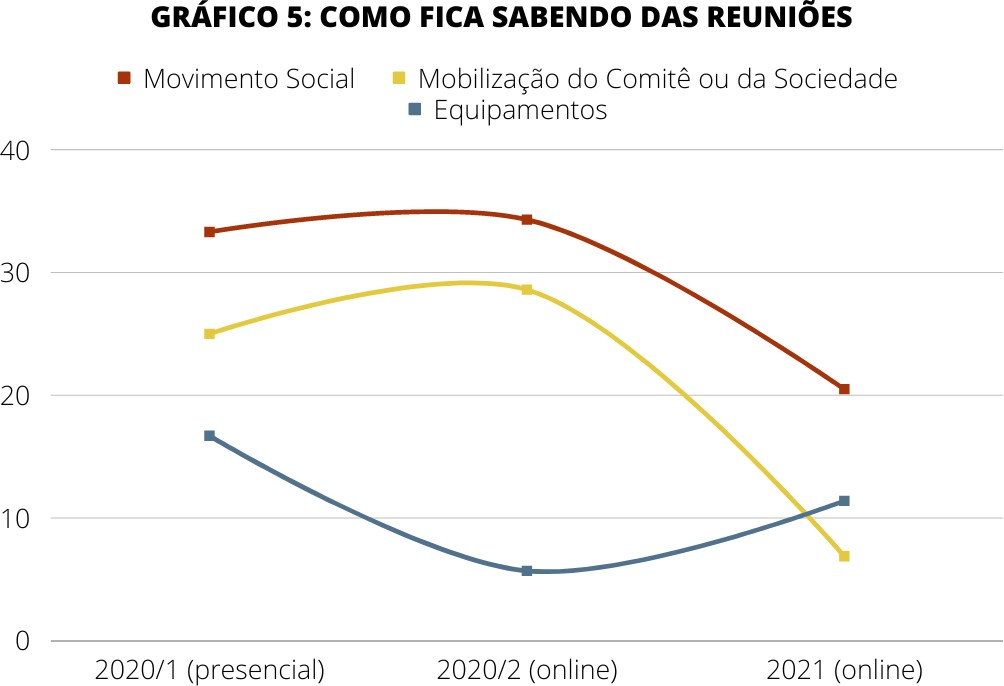 GRÁFICO 5: COMO FICA SABENDO DAS REUNIÕES
Movimento Social Mobilização do Comitê ou da Sociedade
Equipamentos
40
30
20
10
0
2020/1 (presencial) 2020/2 (online) 2021 (online)